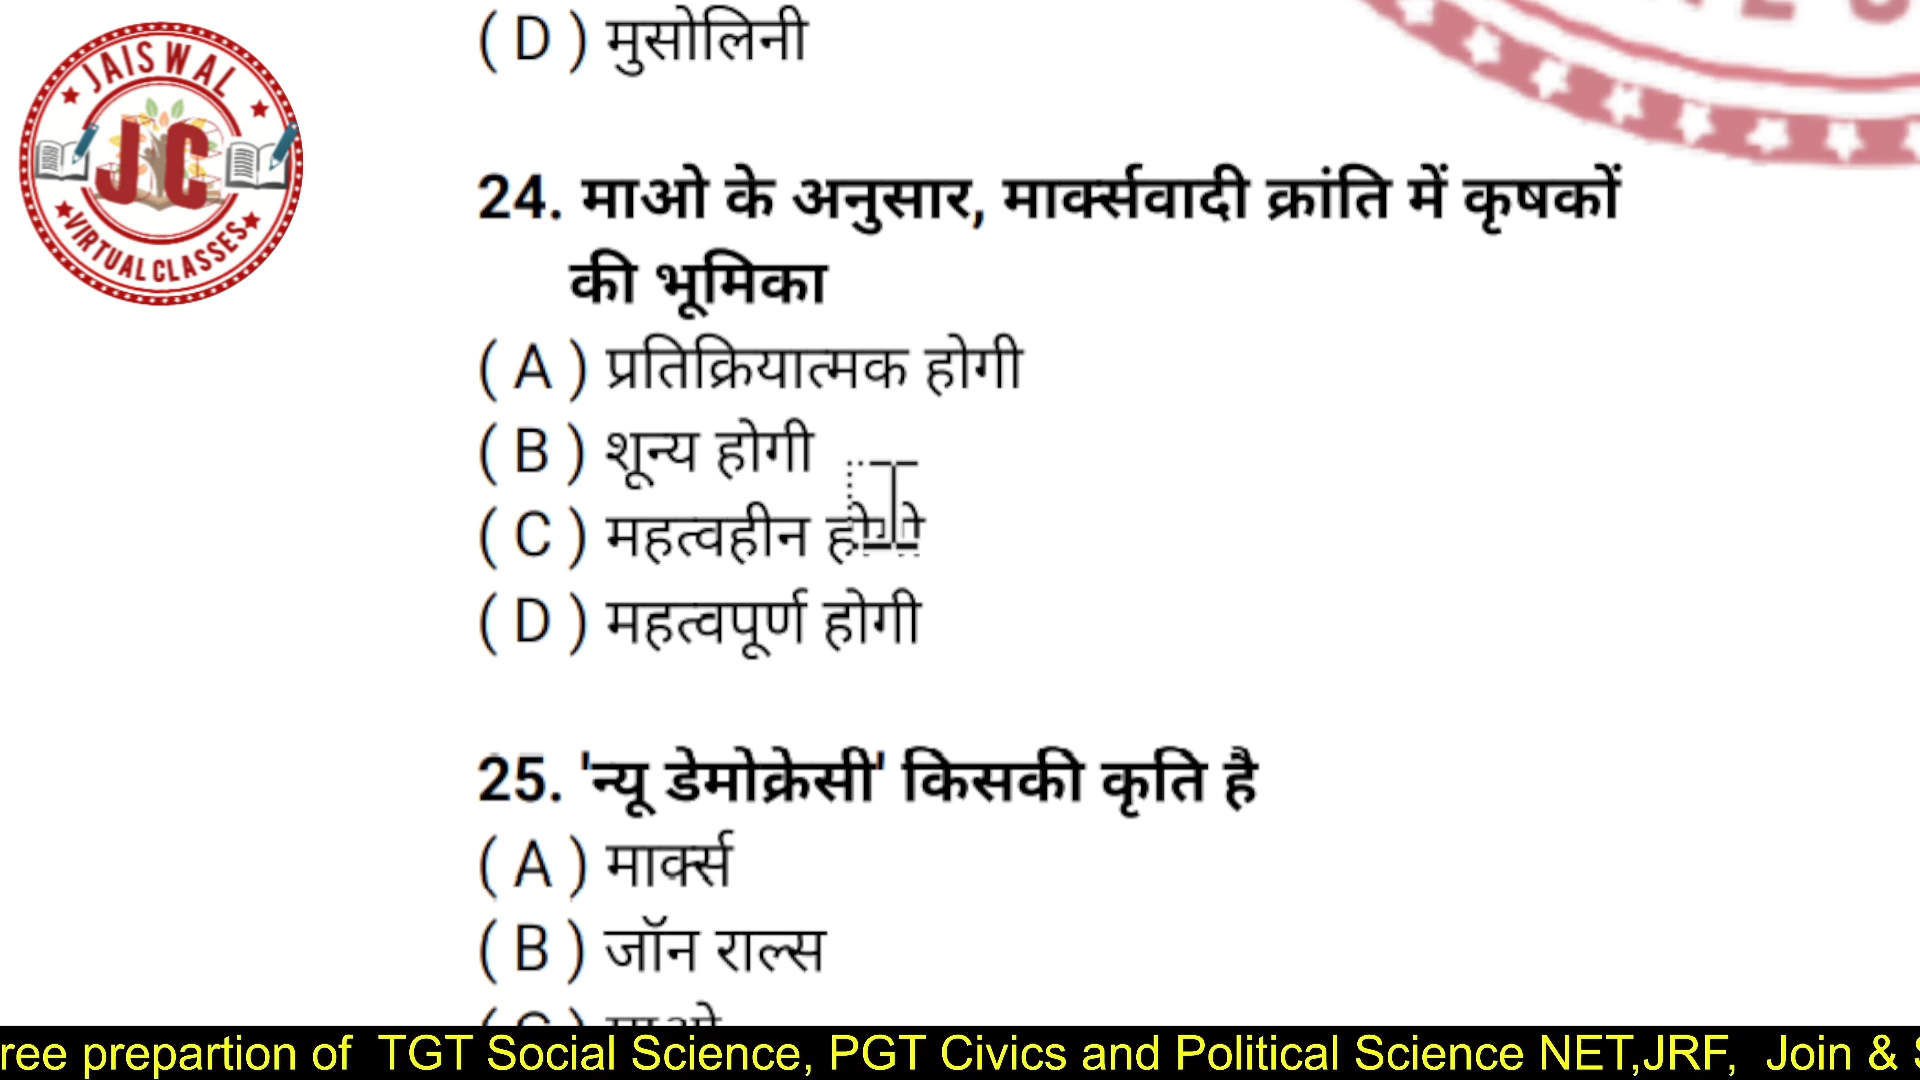 JAISWAL
JC
VIRTUAL CLASSES
( D ) मुसोलिनी
24. माओ के अनुसार, मार्क्सवादी क्रांति में कृषकों
की भूमिका
( A ) प्रतिक्रियात्मक होगी
( B ) शून्य होगी
( C ) महत्वहीन होगी
( D ) महत्वपूर्ण होगी
25. 'न्यू डेमोक्रेसी' किसकी कृति है
( A ) मार्क्स
( B ) जॉन राल्स
( C ) माओ
ree prepartion of TGT Social Science, PGT Civics and Political Science NET,JRF, Join &